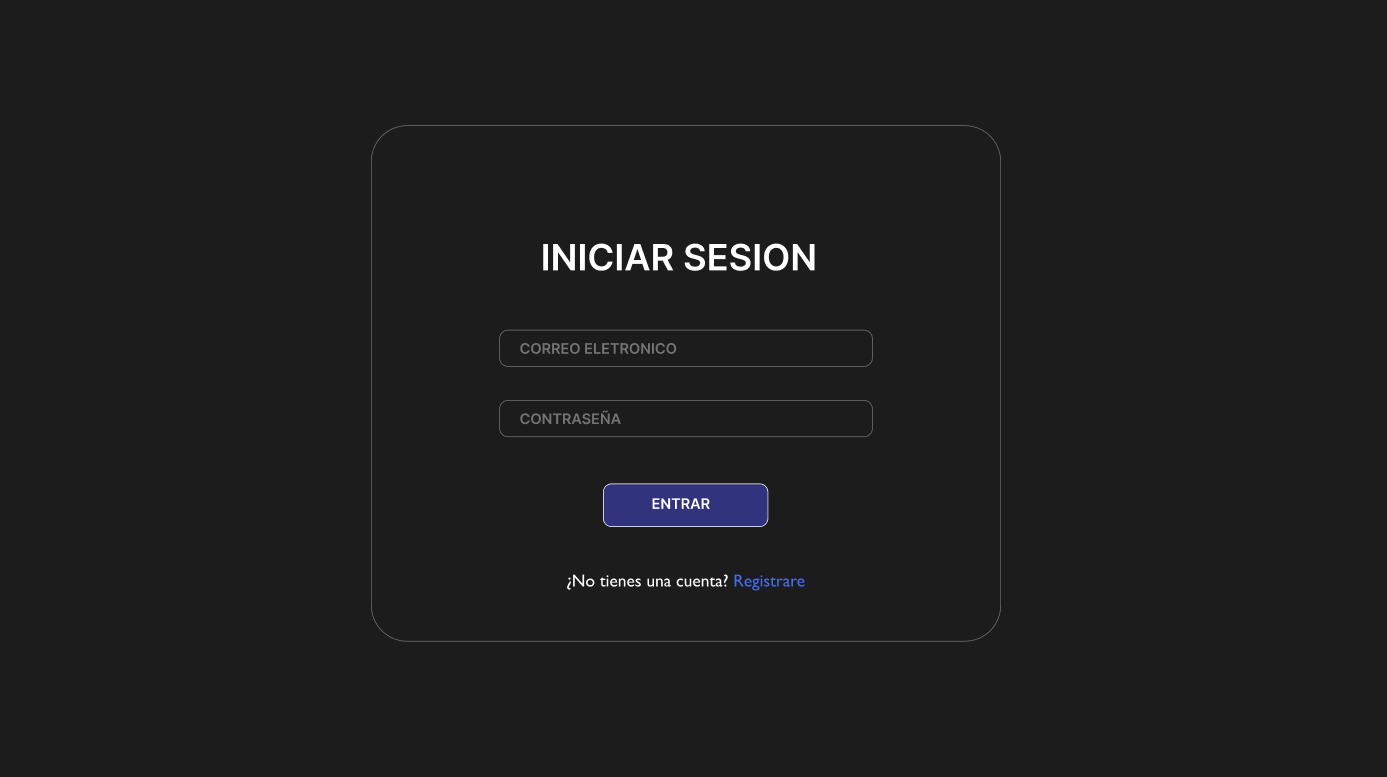 INICIAR SESION
CORREO ELETRONICO
CONTRASEÑA
ENTRAR
¿No tienes una cuenta? Registrare